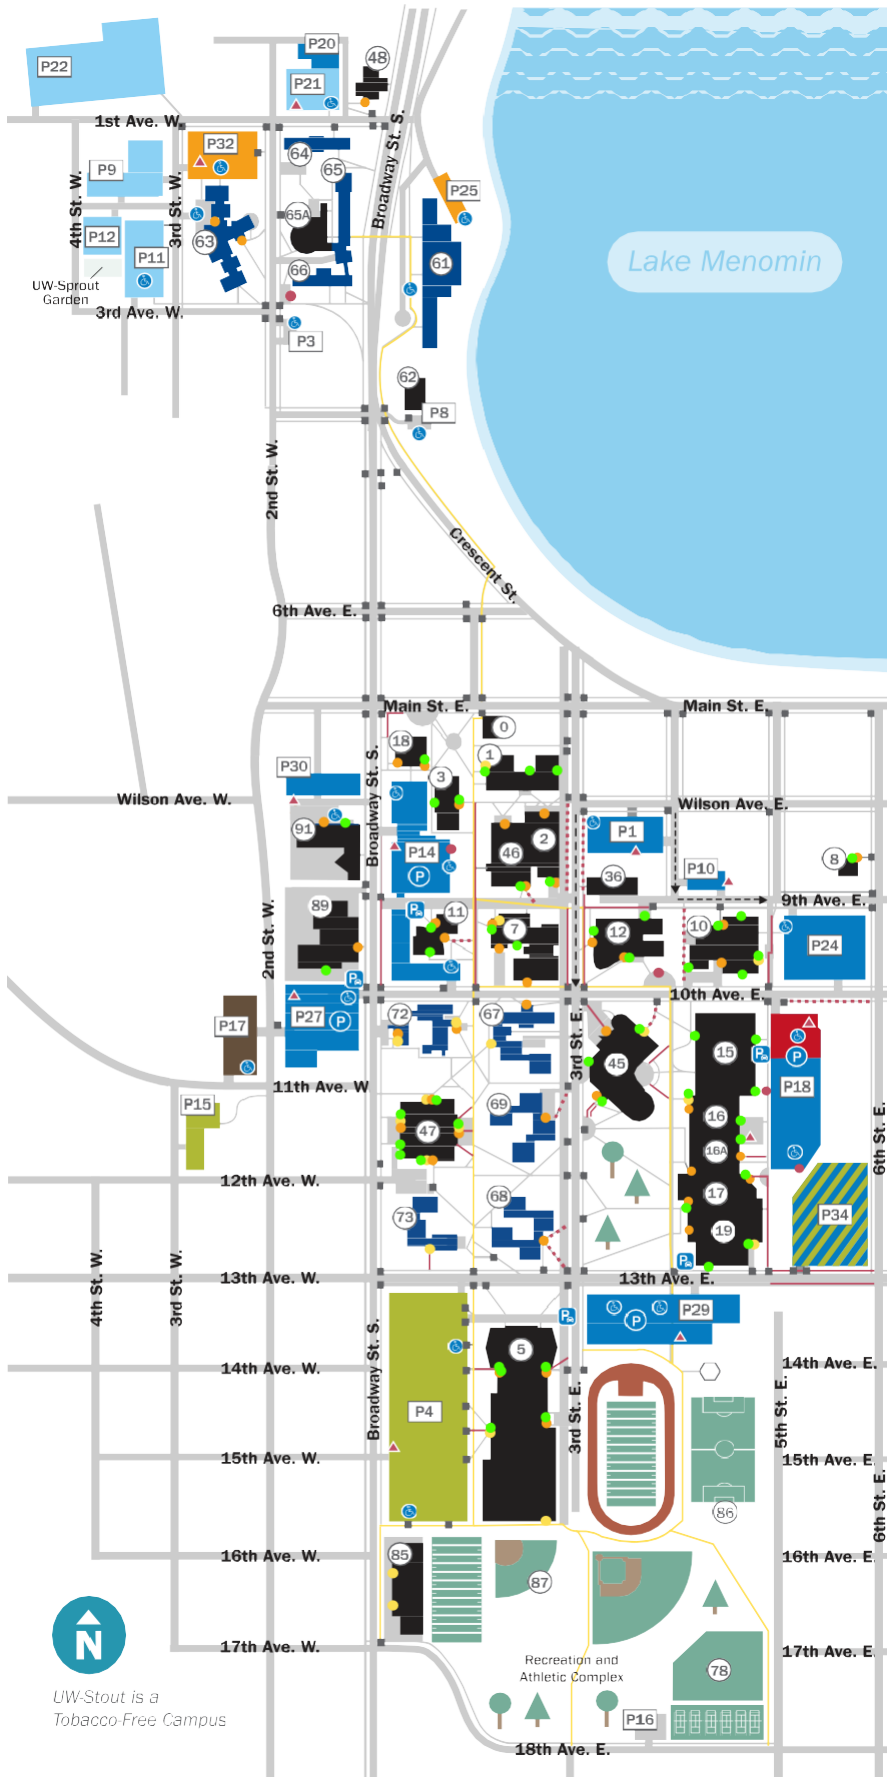 P20
48
P22
P21
1st Ave. W.
P32
64
65
Broadway St. S.
P9
P25
4th St. W.
3rd St. W.
65A
P12
63
P11
61
Lake Menomin
66
UW-Sprout
Garden
3rd Ave. W.
P3
62
P8
2nd St. W.
Crescent St.
6th Ave. E.
Main St. E.
Main St. E.
0
18
1
P30
3
Broadway St. S.
Wilson Ave. W.
Wilson Ave. E.
91
P1
2
P14
46
8
P10
36
P
9th Ave. E.
89
P
11
7
12
10
P24
2nd St. W.
P
10th Ave. E.
P17
P27
P
72
67
3rd St. E.
15
P
P
45
P18
11th Ave. W
P15
69
16
47
16A
6th St. E.
12th Ave. W.
17
68
73
P34
19
P
4th St. W.
3rd St. W.
13th Ave. W.
13th Ave. E.
P
P29
P
5
Broadway St. S.
14th Ave. W.
14th Ave. E.
P4
3rd St. E.
5th St. E.
15th Ave. W.
15th Ave. E.
86
6th St. E.
85
16th Ave. W.
16th Ave. E.
87
N
17th Ave. W.
17th Ave. E.
Recreation and
Athletic Complex
78
UW-Stout is a
Tobacco-Free Campus
P16
18th Ave. E.